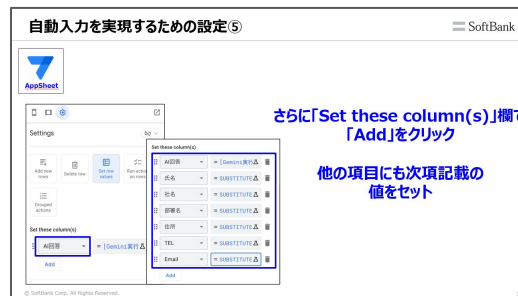 自動入力を実現するための設定⑤
SoftBank
AppSheet
さらに「Set these column(s)」欄で
「Add」をクリック
他の項目にも次項記載の
値をセット
Settings
Add new rows
Delete row
Set row values
Run action on rows
Grouped actions
Set these column(s)
AI回答
= [Gemini実行
Add
Set these column(s)
AI回答 = [Gemini実行
氏名 = SUBSTITUTE
社名 = SUBSTITUTE
部署名 = SUBSTITUTE
住所 = SUBSTITUTE
TEL = SUBSTITUTE
Email = SUBSTITUTE
Add
© SoftBank Corp. All Rights Reserved.